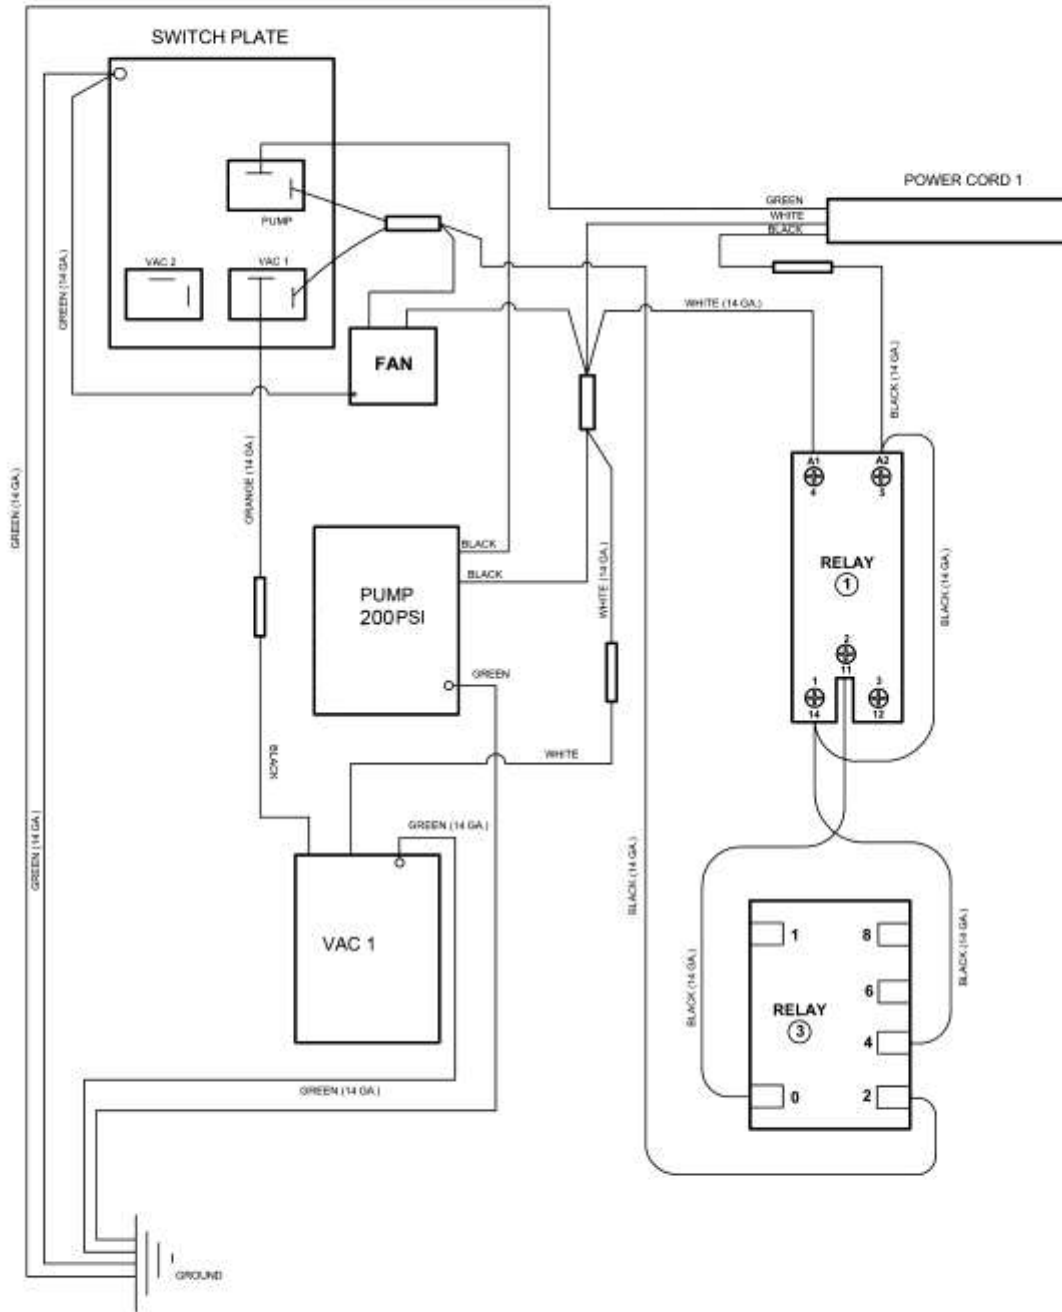 SWITCH PLATE
POWER CORD 1
GREEN
WHITE
BLACK
PUMP
VAC 2
VAC 1
GREEN (14 GA.)
WHITE (14 GA.)
FAN
BLACK (14 GA.)
ORANGE (14 GA.)
A1
A2
4
5
GREEN (14 GA.)
BLACK
BLACK
WHITE (14 GA.)
BLACK (14 GA.)
RELAY
1
PUMP
200 PSI
2
11
GREEN
1
3
14
12
BLACK
WHITE
GREEN (14 GA.)
GREEN (14 GA.)
BLACK (14 GA.)
VAC 1
1
8
BLACK (14 GA.)
BLACK (14 GA.)
6
RELAY
3
4
GREEN (14 GA.)
0
2
GROUND